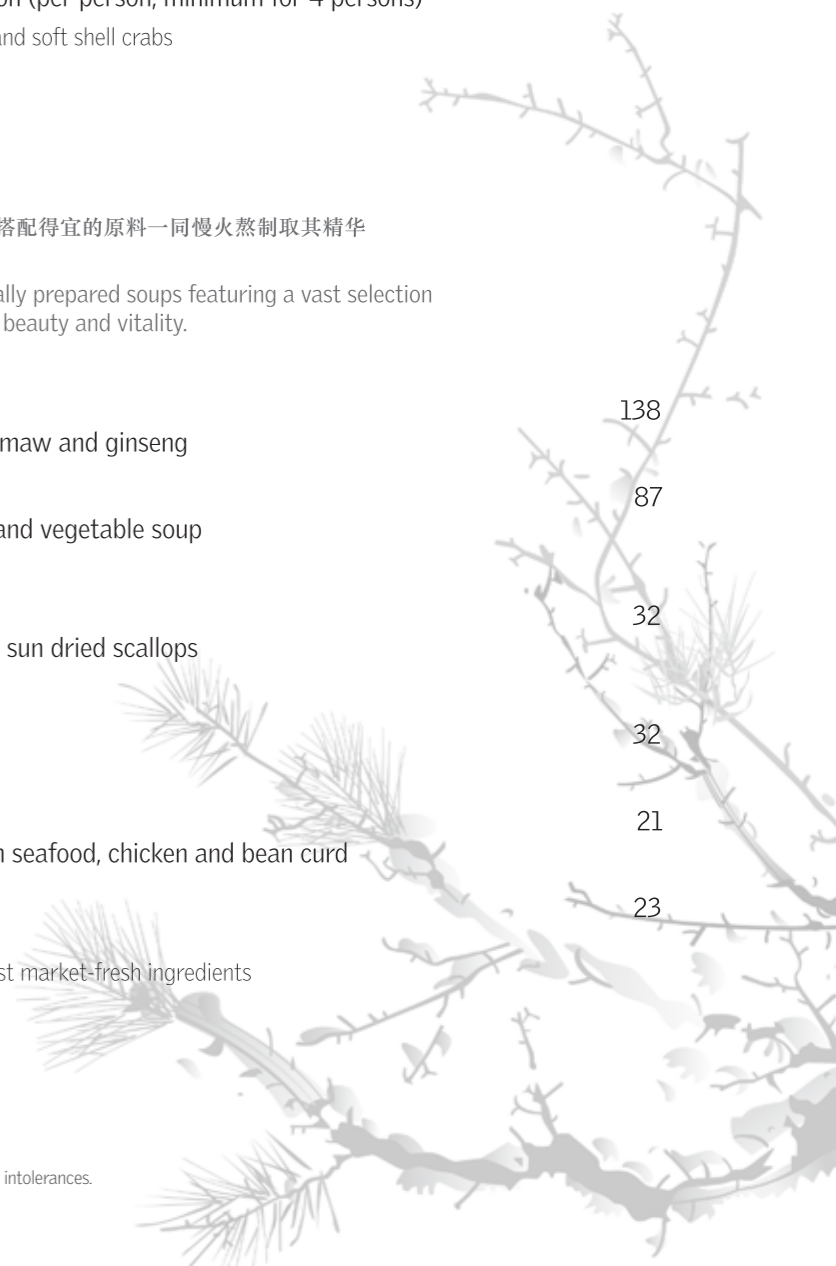 on (per person, minimum for 4 persons)
and soft shell crabs
搭配得宜的原料一同慢火熬制取其精华
ally prepared soups featuring a vast selection
beauty and vitality.
138
maw and ginseng
87
and vegetable soup
32
sun dried scallops
32
21
n seafood, chicken and bean curd
23
st market-fresh ingredients
intolerances.